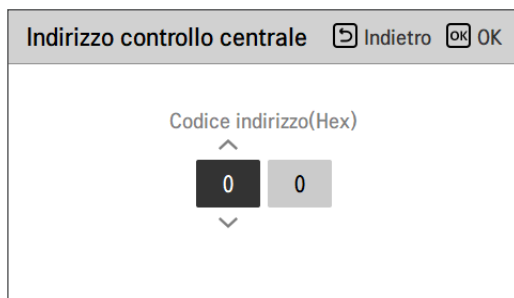 Indirizzo controllo centrale Indietro OK OK
Codice indirizzo(Hex)
0 0